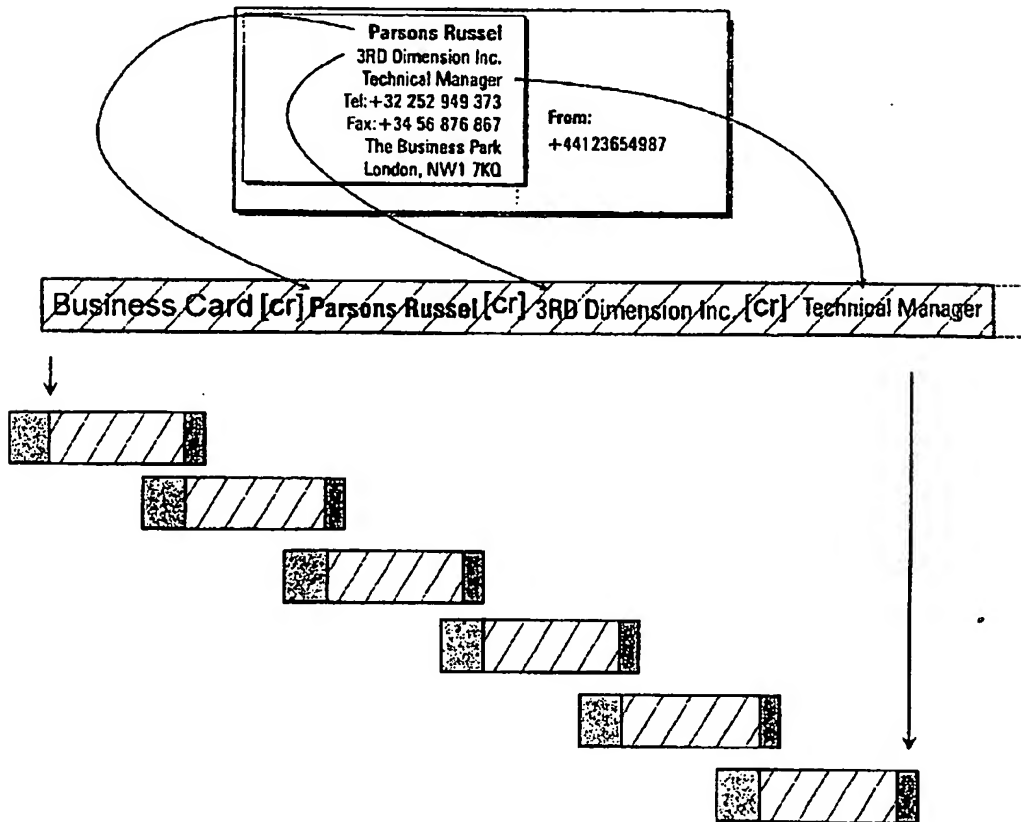 Parsons Russel
3RD Dimension Inc.
Technical Manager
Tel:+32 252 949 373
Fax:+34 56 876 867
The Business Park
London, NW1 7KQ
From:
+44123654987
Business Card [cr] Parsons Russel [cr] 3RD Dimension Inc. [cr] Technical Manager